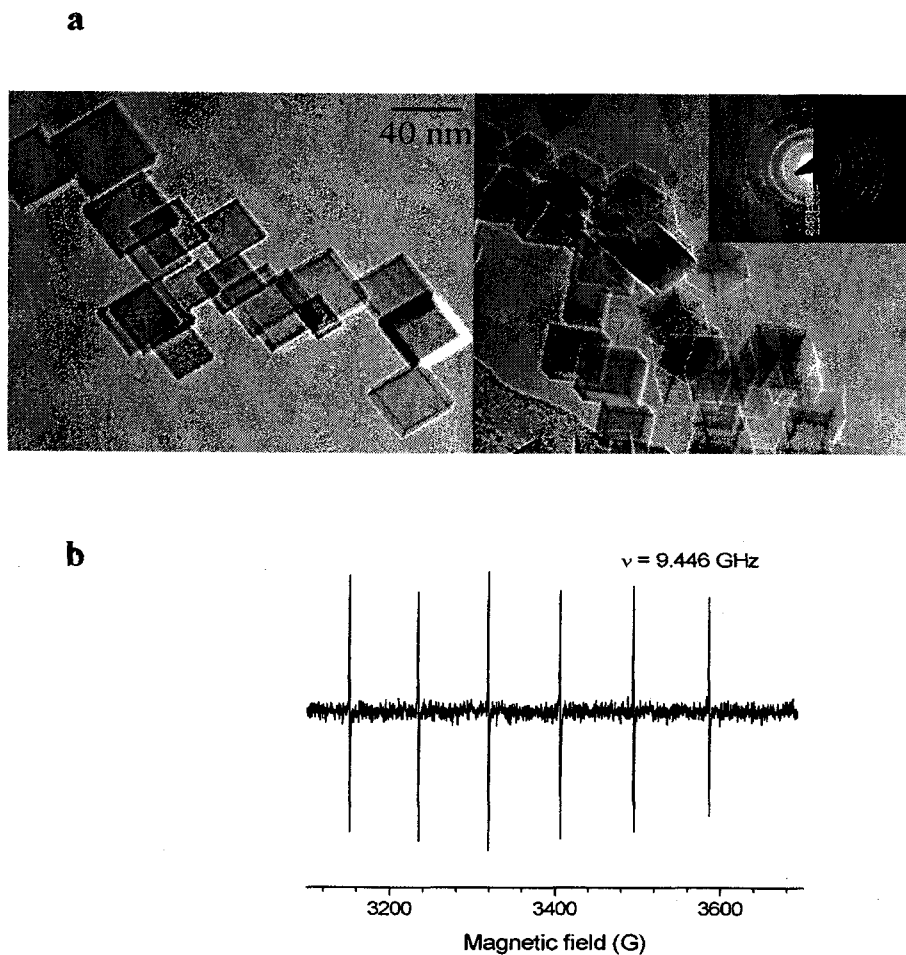 a
40 nm
b
ν = 9.446 GHz
3200
3400
3600
Magnetic field (G)